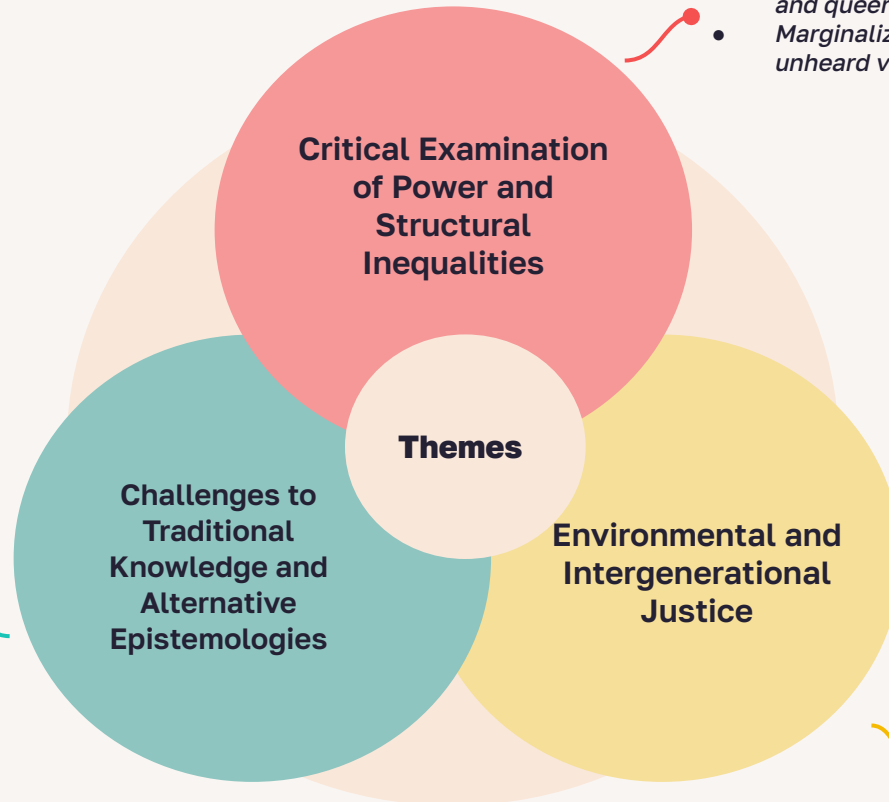 and queer
Marginaliz
unheard v
Critical Examination
of Power and
Structural
Inequalities
Themes
Challenges to
Traditional
Knowledge and
Alternative
Epistemologies
Environmental and
Intergenerational
Justice